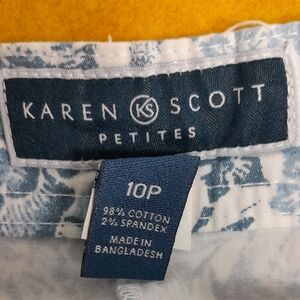 KAREN KS SCOTT
PETITES
10P
98% COTTON
2% SPANDEX
MADE IN
BANGLADESH